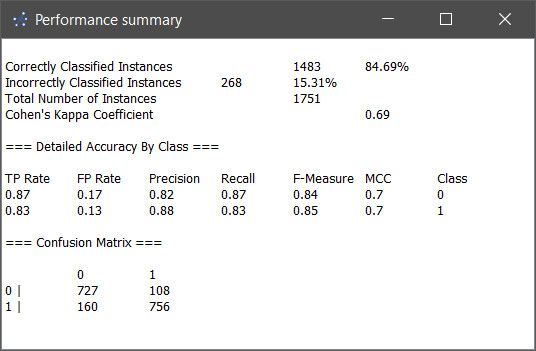 Performance summary
Correctly Classified Instances 1483 84.69%
Incorrectly Classified Instances 268 15.31%
Total Number of Instances 1751
Cohen's Kappa Coefficient 0.69
=== Detailed Accuracy By Class ===
TP Rate FP Rate Precision Recall F-Measure MCC Class
0.87 0.17 0.82 0.87 0.84 0.7 0
0.83 0.13 0.88 0.83 0.85 0.7 1
=== Confusion Matrix ===
0 1
0 | 727 108
1 | 160 756